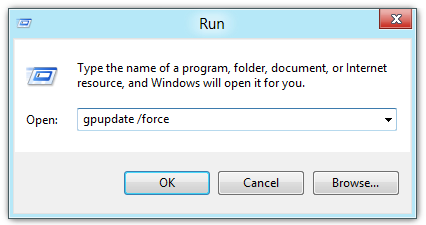 Run
Type the name of a program, folder, document, or Internet
resource, and Windows will open it for you.
Open: gpupdate /force
OK Cancel Browse...